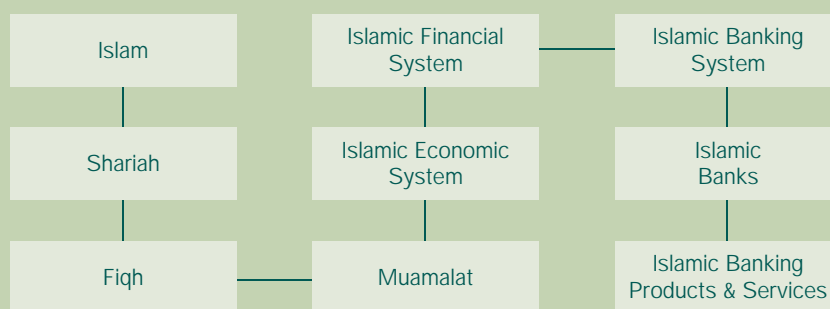 Islam
Shariah
Fiqh
Muamalat
Islamic Economic
System
Islamic Financial
System
Islamic Banking
System
Islamic
Banks
Islamic Banking
Products & Services